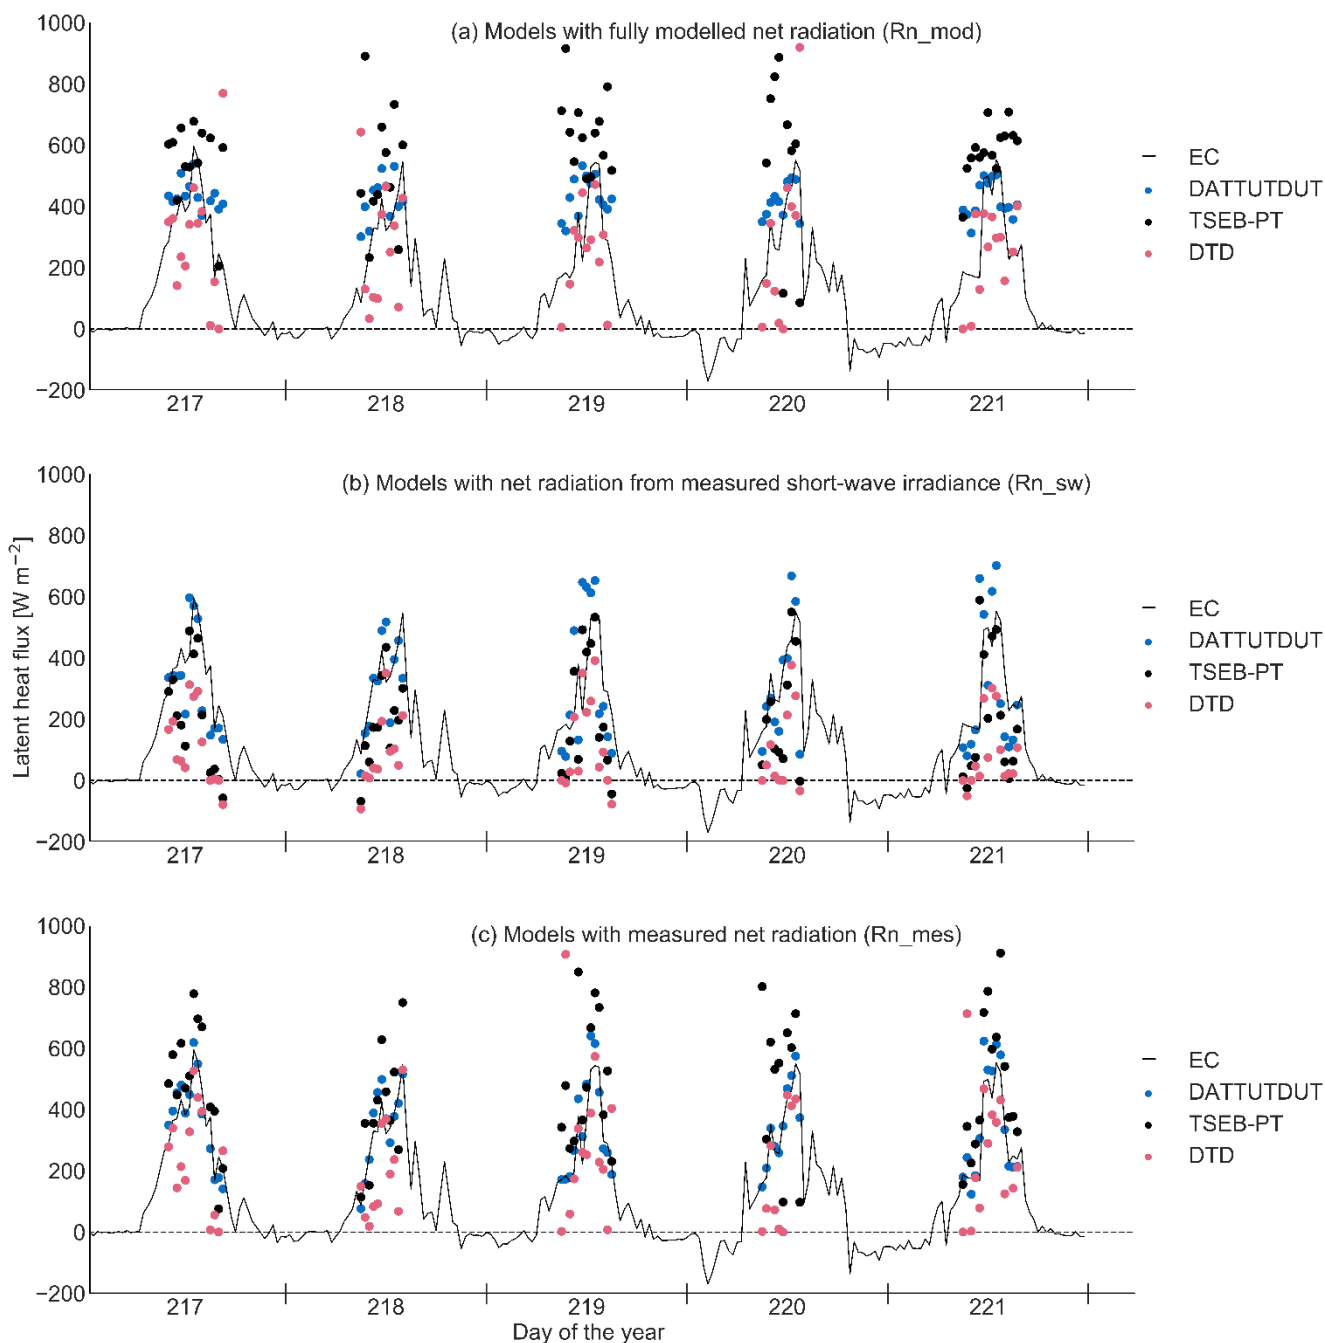 (a) Models with fully modelled net radiation (Rn_mod)
1000
800
600
400
200
0
−200
217 218 219 220 221
EC
DATTUTDUT
TSEB-PT
DTD
(b) Models with net radiation from measured short-wave irradiance (Rn_sw)
Latent heat flux [W m−2]
1000
800
600
400
200
0
−200
217 218 219 220 221
EC
DATTUTDUT
TSEB-PT
DTD
(c) Models with measured net radiation (Rn_mes)
1000
800
600
400
200
0
−200
217 218 219 220 221
EC
DATTUTDUT
TSEB-PT
DTD
Day of the year